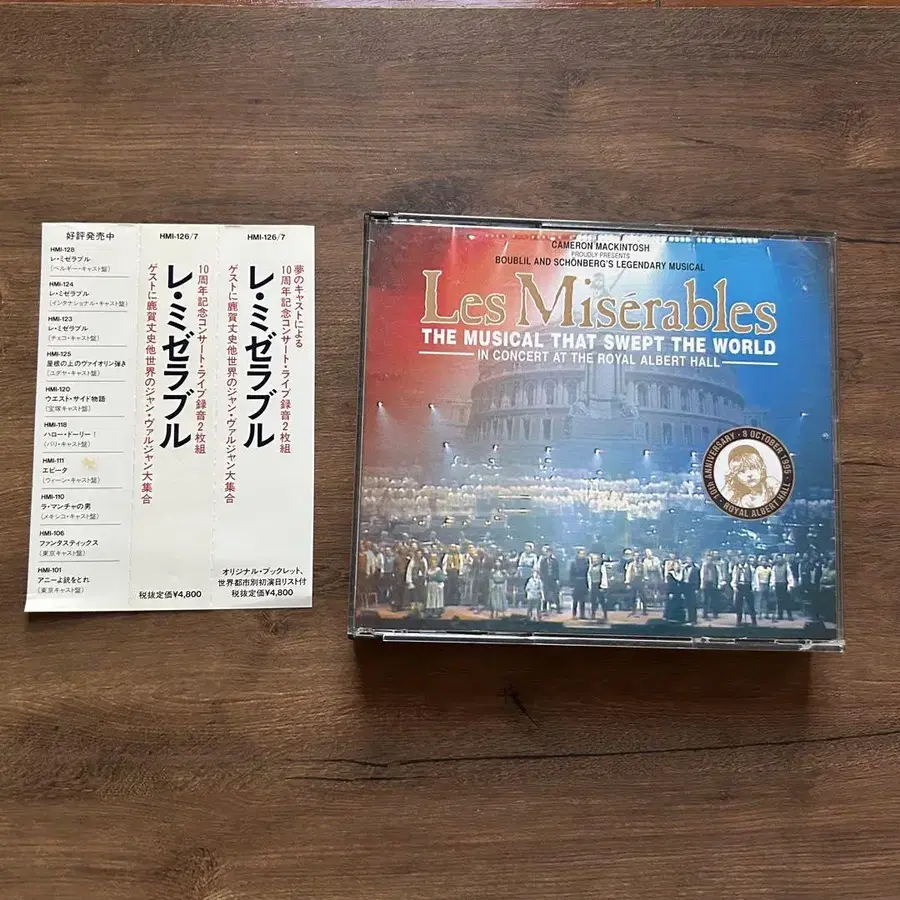 好評発売中
HMI-128
レ・ミゼラブル
(ベルギー・キャスト盤)
HMI-124
レ・ミゼラブル
(インタナショナル・キャスト盤)
HMI-123
レ・ミゼラブル
(チェコ・キャスト盤)
HMI-125
屋根の上のヴァイオリン弾き
(ユダヤ・キャスト盤)
HMI-120
ウエスト・サイド物語
(宝塚キャスト盤)
HMI-118
ハロー・ドーリー!
(パリ・キャスト盤)
HMI-111
エビータ
(ウィーン・キャスト盤)
HMI-110
ラ・マンチャの男
(メキシコ・キャスト盤)
HMI-106
ファンタスティックス
(東京キャスト盤)
HMI-101
アニーよ銃をとれ
(東京キャスト盤)
HMI-126/7
10周年記念コンサート・ライブ録音2枚組
レ・ミゼラブル
ゲストに鹿賀丈史他世界のジャン・ヴァルジャン大集合
税抜定価¥4,800
HMI-126/7
夢のキャストによる
10周年記念コンサート・ライブ録音2枚組
レ・ミゼラブル
ゲストに鹿賀丈史他世界のジャン・ヴァルジャン大集合
オリジナル・ブックレット、
世界都市別初演日リスト付
税抜定価¥4,800
CAMERON MACKINTOSH
PROUDLY PRESENTS
BOUBLIL AND SCHÖNBERG'S LEGENDARY MUSICAL
Les Misérables
THE MUSICAL THAT SWEPT THE WORLD
IN CONCERT AT THE ROYAL ALBERT HALL
10TH ANNIVERSARY · 8 OCTOBER 1995 · ROYAL ALBERT HALL ·